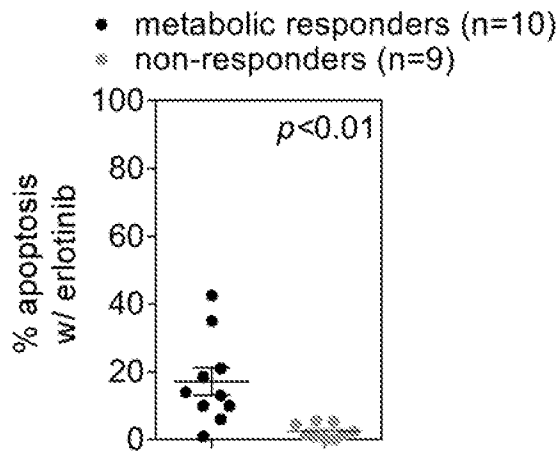 metabolic responders (n=10)
non-responders (n=9)
p<0.01
100
80
60
40
20
0
% apoptosis
w/ erlotinib